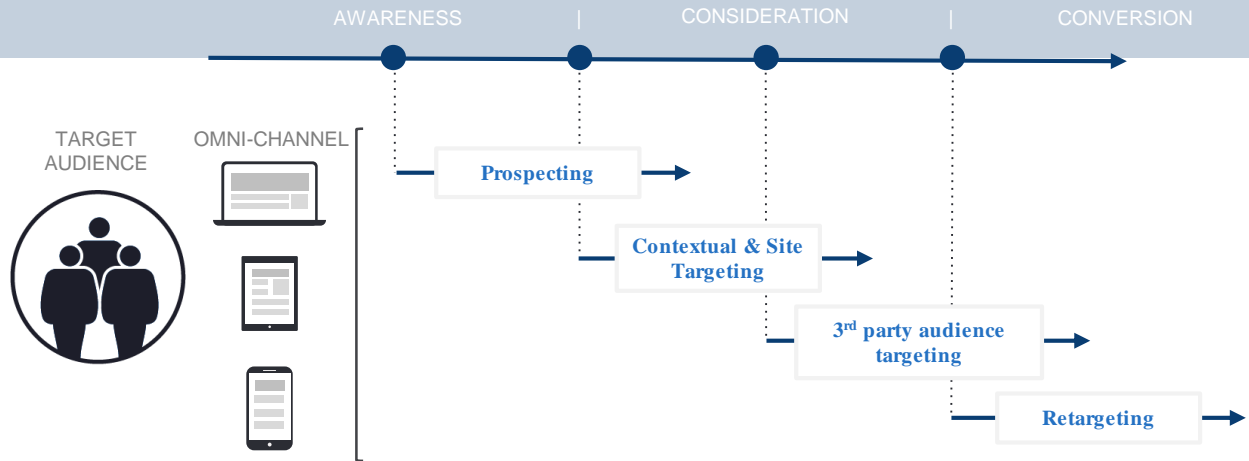 AWARENESS | CONSIDERATION | CONVERSION
TARGET
AUDIENCE
OMNI-CHANNEL
Prospecting
Contextual & Site
Targeting
3rd party audience
targeting
Retargeting